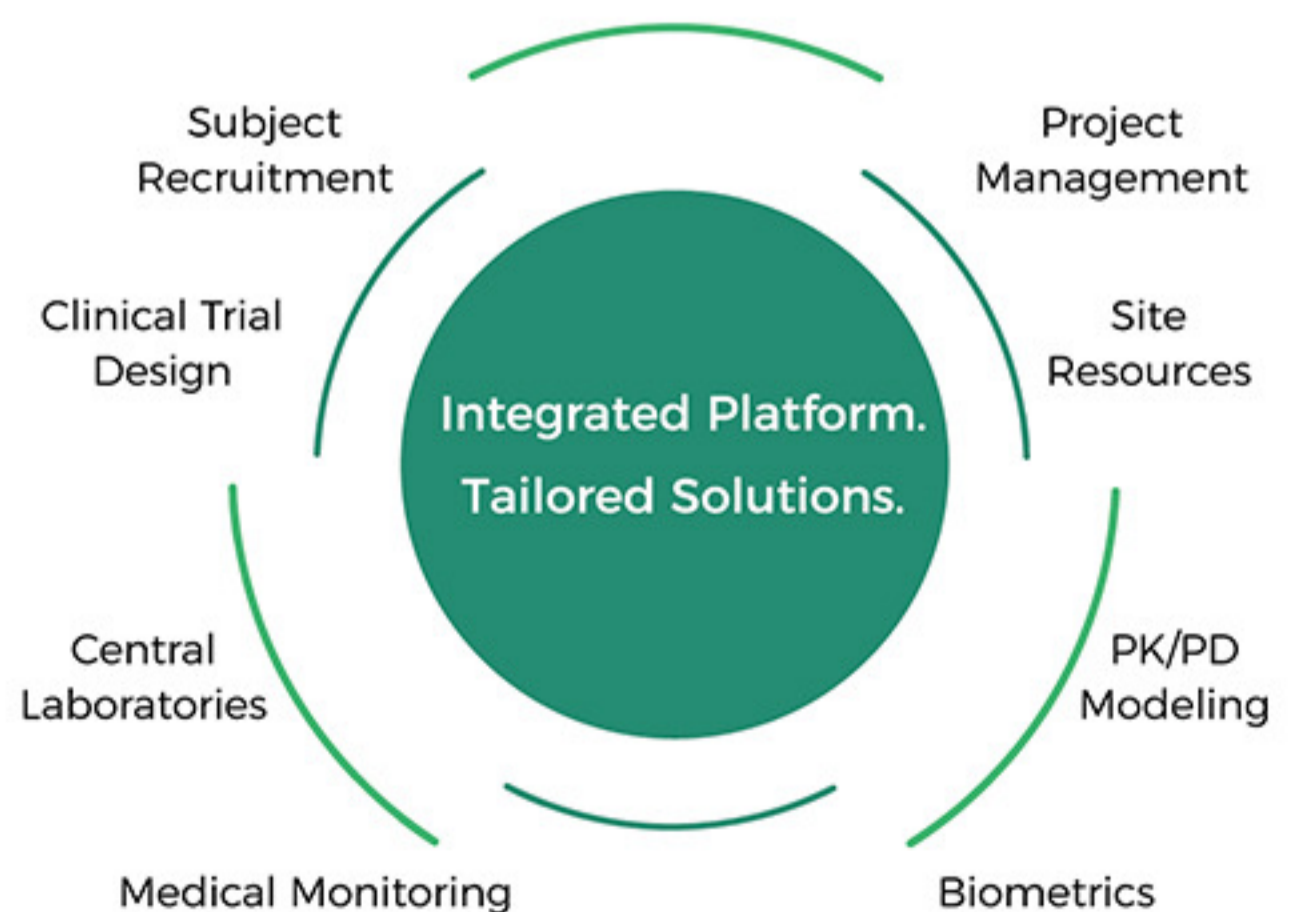 Subject
Recruitment
Project
Management
Clinical Trial
Design
Site
Resources
Integrated Platform.
Tailored Solutions.
Central
Laboratories
PK/PD
Modeling
Medical Monitoring
Biometrics